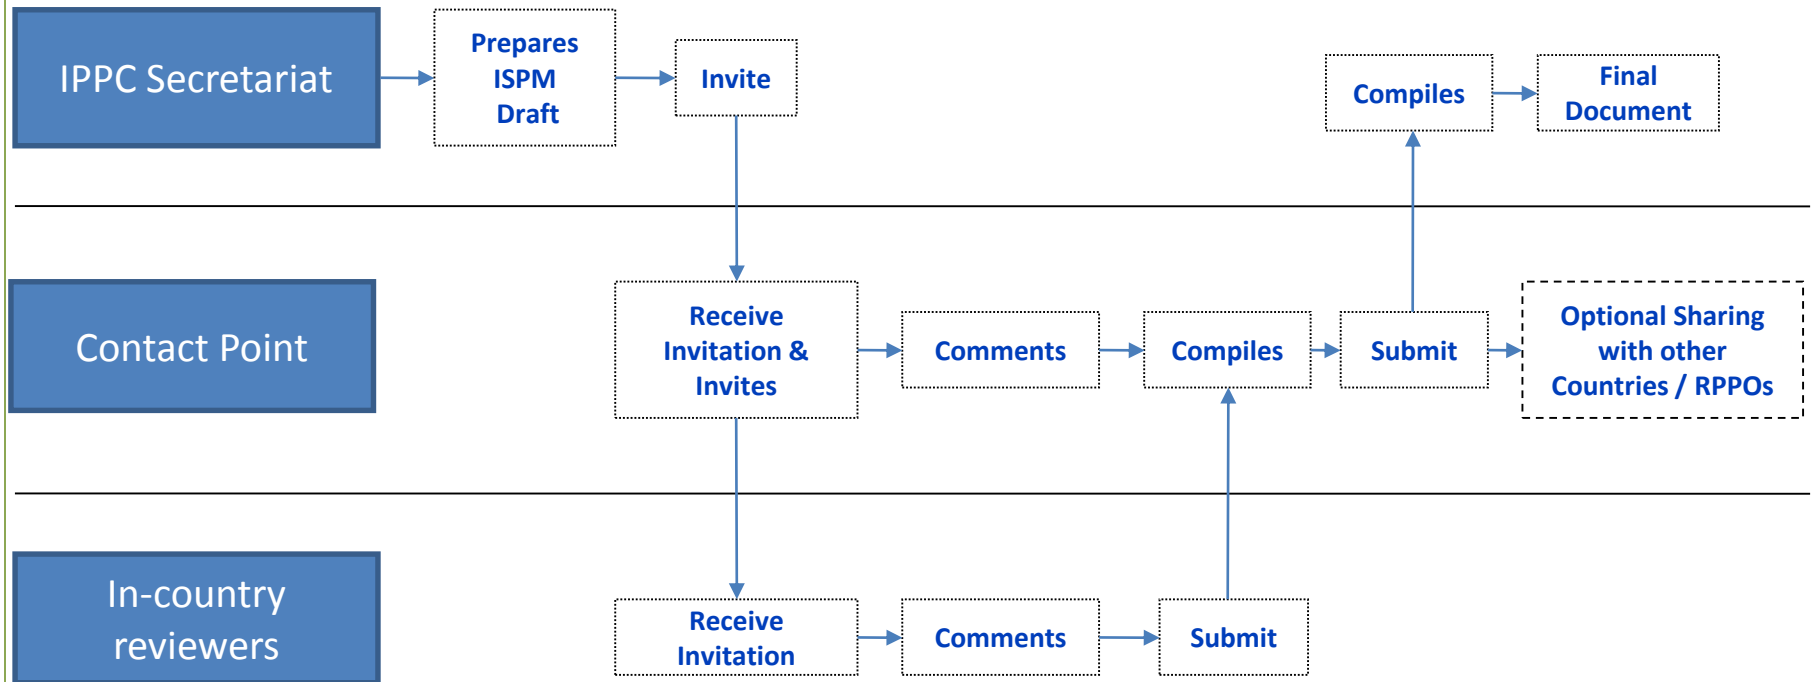 IPPC Secretariat
Prepares
ISPM
Draft
Invite
Compiles
Final
Document
Contact Point
Receive
Invitation &
Invites
Comments
Compiles
Submit
Optional Sharing
with other
Countries / RPPOs
In-country
reviewers
Receive
Invitation
Comments
Submit